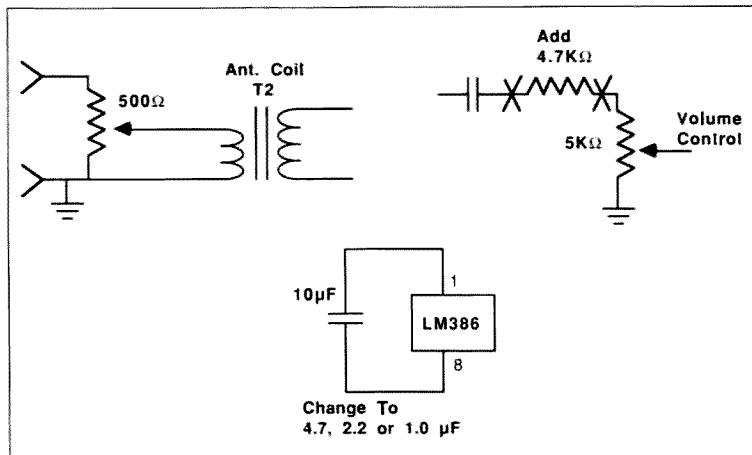 500Ω
Ant. Coil
T2
Add
4.7KΩ
5KΩ
Volume
Control
10µF
1
LM386
8
Change To
4.7, 2.2 or 1.0 µF